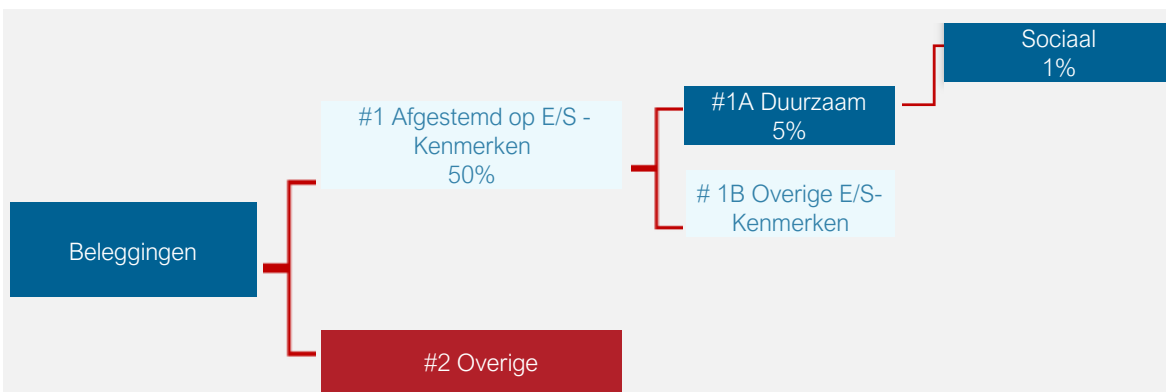 Sociaal
1%
#1A Duurzaam
5%
#1 Afgestemd op E/S -
Kenmerken
50%
# 1B Overige E/S-
Kenmerken
Beleggingen
#2 Overige